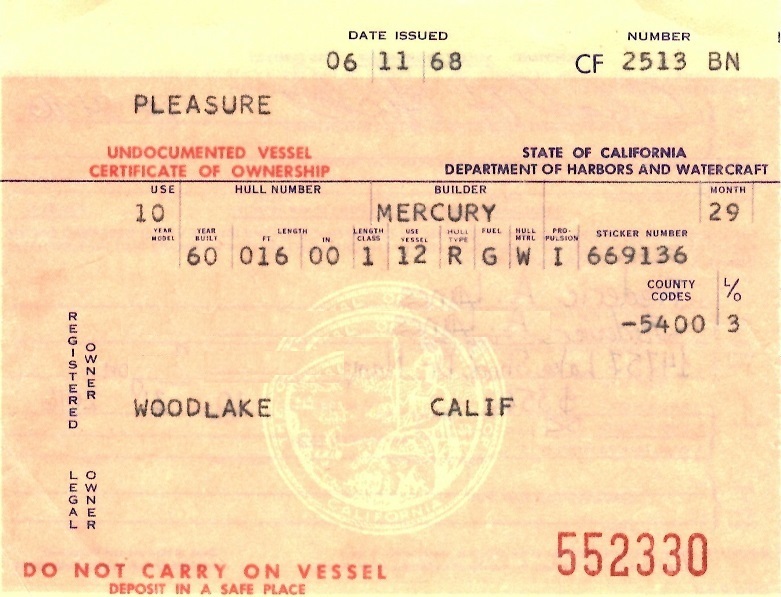 DATE ISSUED NUMBER
06 11 68 CF 2513 BN
PLEASURE
UNDOCUMENTED VESSEL STATE OF CALIFORNIA
CERTIFICATE OF OWNERSHIP DEPARTMENT OF HARBORS AND WATERCRAFT
USE HULL NUMBER BUILDER MONTH
10 MERCURY 29
YEAR MODEL YEAR BUILT LENGTH FT IN LENGTH CLASS USE VESSEL HULL TYPE FUEL HULL MTRL PRO-PULSION STICKER NUMBER
60 016 00 1 12 R G W I 669136
COUNTY CODES L/O
-5400 3
REGISTERED OWNER
WOODLAKE CALIF
LEGAL OWNER
CALIFORNIA
552330
DO NOT CARRY ON VESSEL
DEPOSIT IN A SAFE PLACE